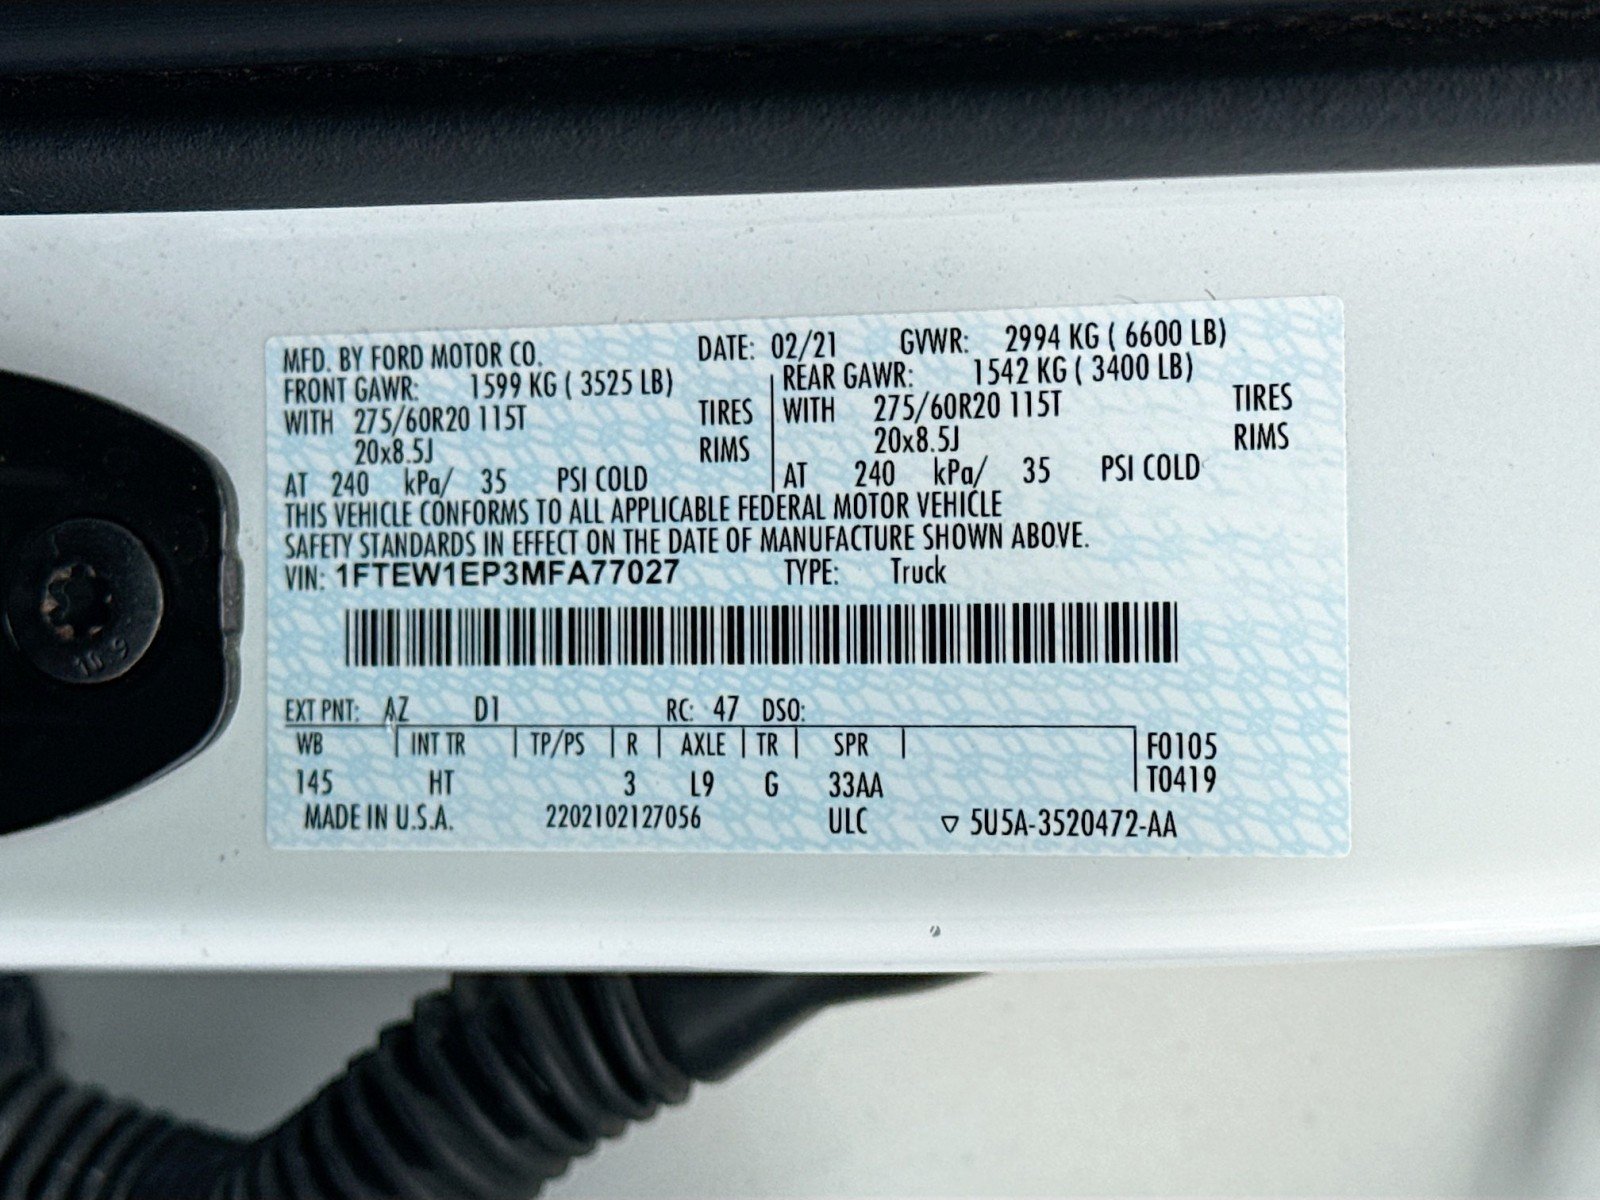 MFD. BY FORD MOTOR CO. DATE: 02/21 GVWR: 2994 KG ( 6600 LB)
FRONT GAWR: 1599 KG ( 3525 LB) REAR GAWR: 1542 KG ( 3400 LB)
WITH 275/60R20 115T TIRES WITH 275/60R20 115T TIRES
20x8.5J RIMS 20x8.5J RIMS
AT 240 kPa/ 35 PSI COLD AT 240 kPa/ 35 PSI COLD
THIS VEHICLE CONFORMS TO ALL APPLICABLE FEDERAL MOTOR VEHICLE
SAFETY STANDARDS IN EFFECT ON THE DATE OF MANUFACTURE SHOWN ABOVE.
VIN: 1FTEW1EP3MFA77027 TYPE: Truck
EXT PNT: AZ D1 RC: 47 DSO:
WB INT TR TP/PS R AXLE TR SPR F0105
145 HT 3 L9 G 33AA T0419
MADE IN U.S.A. 2202102127056 ULC ▽ 5U5A-3520472-AA
10.9